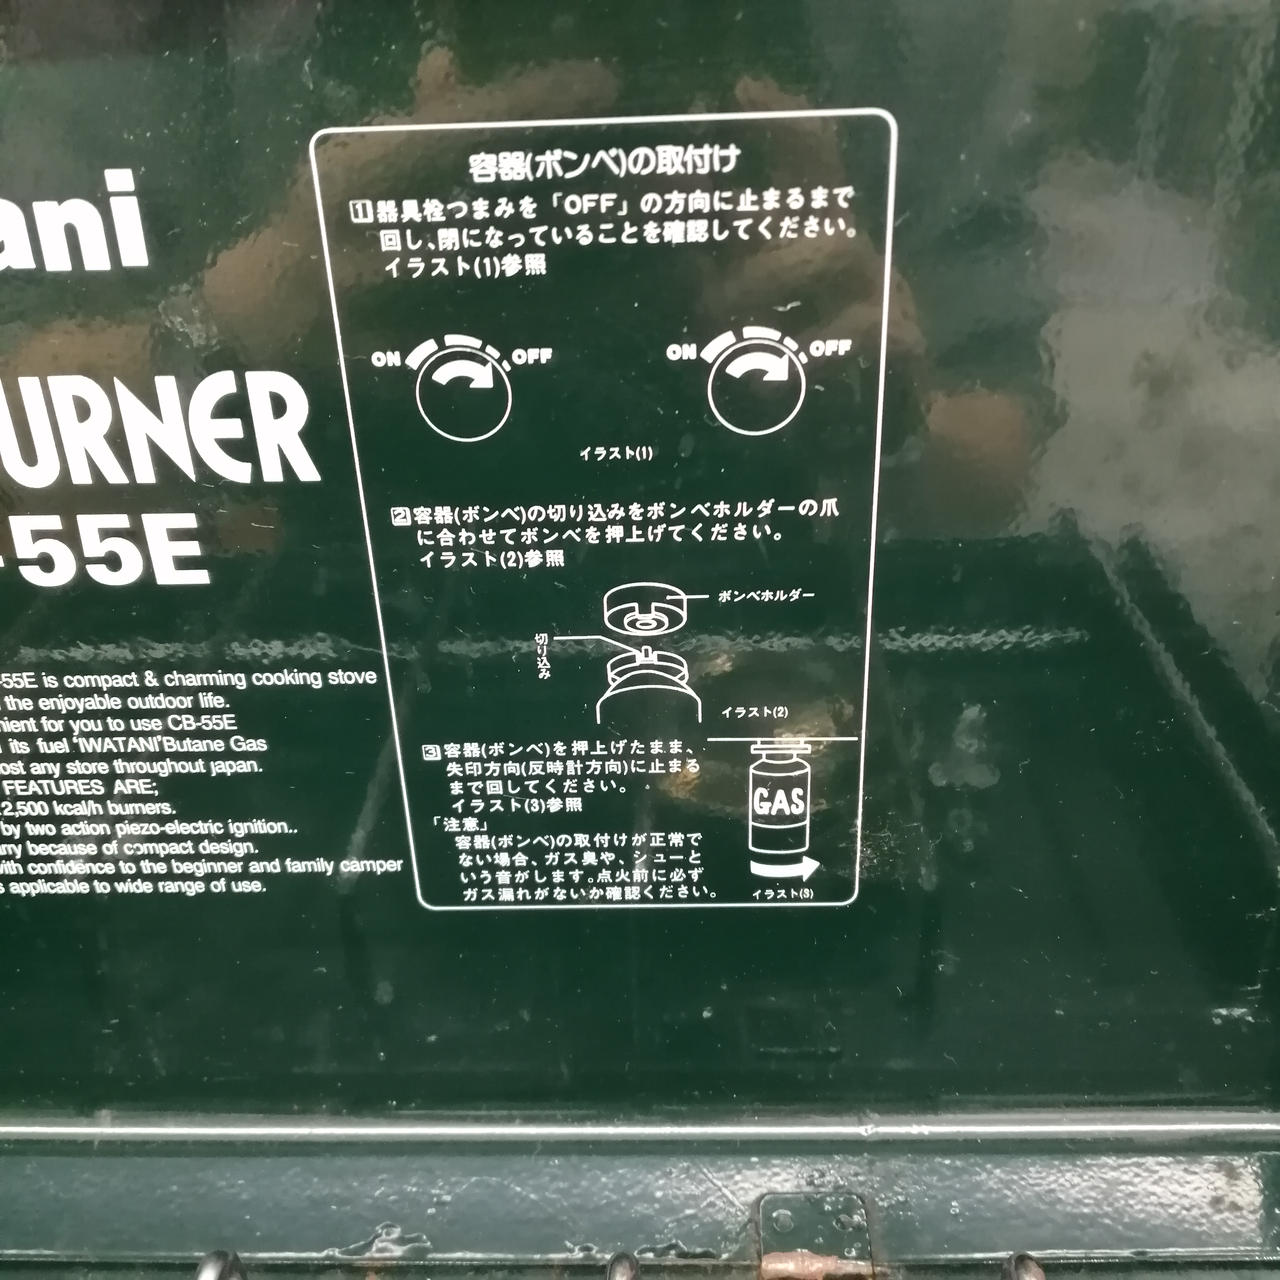 ani
URNER
-55E
-55E is compact & charming cooking stove
the enjoyable outdoor life.
nient for you to use CB-55E
its fuel 'IWATANI' Butane Gas
ost any store throughout japan.
FEATURES ARE;
2,500 kcal/h burners.
by two action piezo-electric ignition..
rry because of compact design.
with confidence to the beginner and family camper
s applicable to wide range of use.
容器(ボンベ)の取付け
1 器具栓つまみを「OFF」の方向に止まるまで
回し、閉になっていることを確認してください。
イラスト(1)参照
ON OFF
ON OFF
イラスト(1)
2 容器(ボンベ)の切り込みをボンベホルダーの爪
に合わせてボンベを押上げてください。
イラスト(2)参照
ボンベホルダー
切り込み
イラスト(2)
3 容器(ボンベ)を押上げたまま、
矢印方向(反時計方向)に止まる
まで回してください。
イラスト(3)参照
「注意」
容器(ボンベ)の取付けが正常で
ない場合、ガス臭や、シューと
いう音がします。点火前に必ず
ガス漏れがないか確認ください。
GAS
イラスト(3)